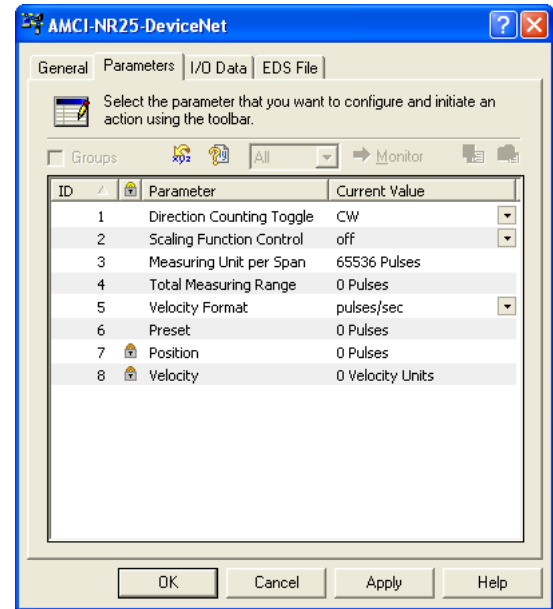 AMCI-NR25-DeviceNet
General Parameters I/O Data EDS File
Select the parameter that you want to configure and initiate an
action using the toolbar.
Groups All Monitor
ID Parameter Current Value
1 Direction Counting Toggle CW
2 Scaling Function Control off
3 Measuring Unit per Span 65536 Pulses
4 Total Measuring Range 0 Pulses
5 Velocity Format pulses/sec
6 Preset 0 Pulses
7 Position 0 Pulses
8 Velocity 0 Velocity Units
OK Cancel Apply Help